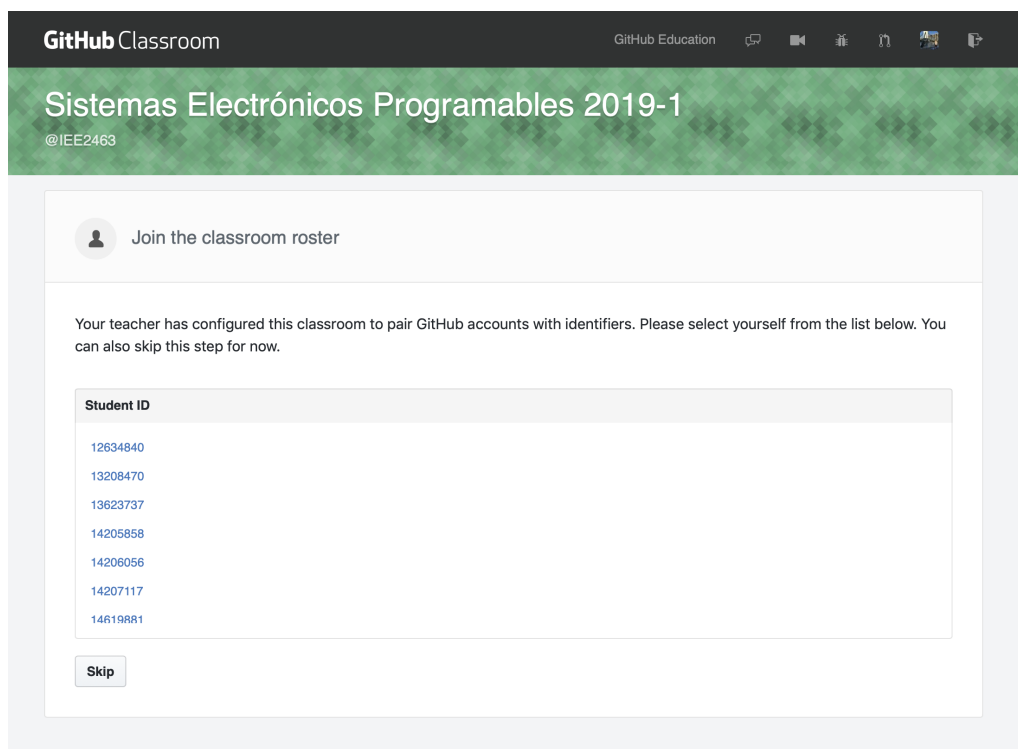 GitHub Classroom
GitHub Education
Sistemas Electrónicos Programables 2019-1
@IEE2463
Join the classroom roster
Your teacher has configured this classroom to pair GitHub accounts with identifiers. Please select yourself from the list below. You
can also skip this step for now.
Student ID
12634840
13208470
13623737
14205858
14206056
14207117
14619881
Skip